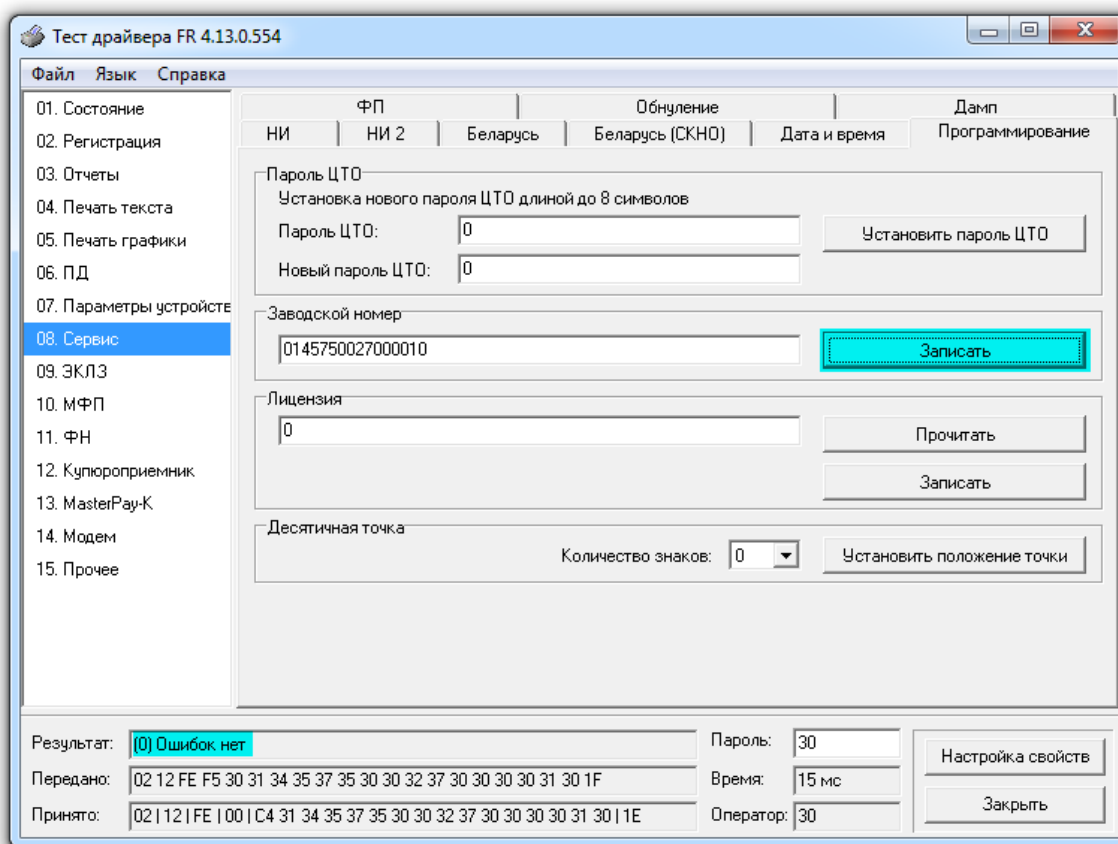 Тест драйвера FR 4.13.0.554
Файл Язык Справка
01. Состояние
02. Регистрация
03. Отчеты
04. Печать текста
05. Печать графики
06. ПД
07. Параметры устройств
08. Сервис
09. ЭКЛЗ
10. МФП
11. ФН
12. Купюроприемник
13. MasterPay-K
14. Модем
15. Прочее
ФП Обнуление Дамп
НИ НИ 2 Беларусь Беларусь (СКНО) Дата и время Программирование
Пароль ЦТО
Установка нового пароля ЦТО длиной до 8 символов
Пароль ЦТО: 0 Установить пароль ЦТО
Новый пароль ЦТО: 0
Заводской номер
0145750027000010 Записать
Лицензия
0 Прочитать
Записать
Десятичная точка
Количество знаков: 0 Установить положение точки
Результат: (0) Ошибок нет Пароль: 30 Настройка свойств
Передано: 02 12 FE F5 30 31 34 35 37 35 30 30 32 37 30 30 30 30 31 30 1F Время: 15 мс
Принято: 02 | 12 | FE | 00 | C4 31 34 35 37 35 30 30 32 37 30 30 30 30 31 30 | 1E Оператор: 30 Закрыть